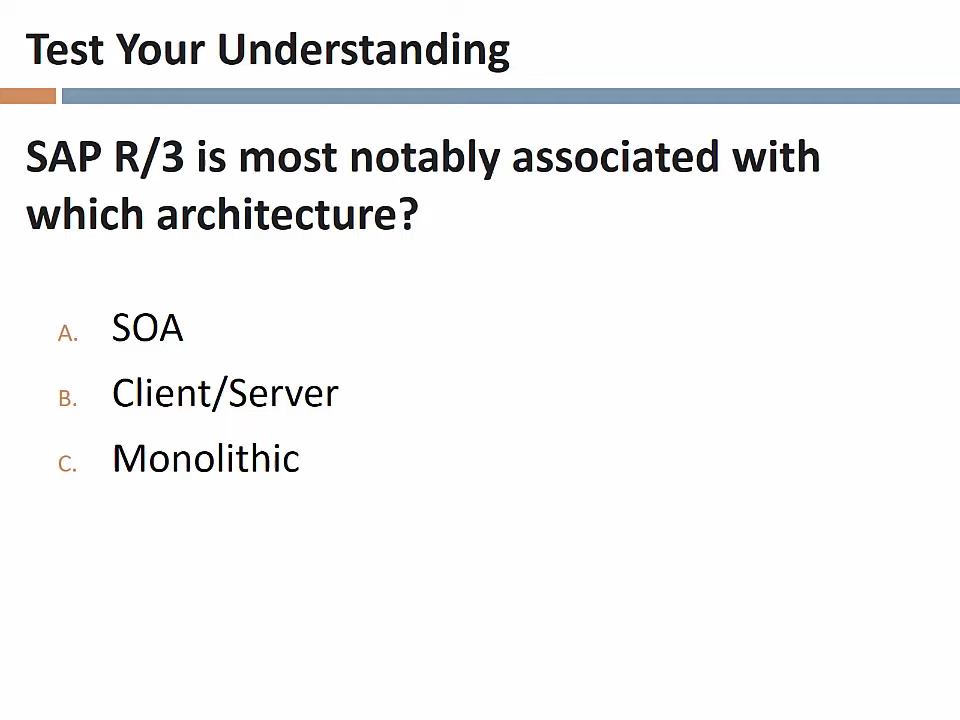 Test Your Understanding
SAP R/3 is most notably associated with
which architecture?
A. SOA
B. Client/Server
C. Monolithic